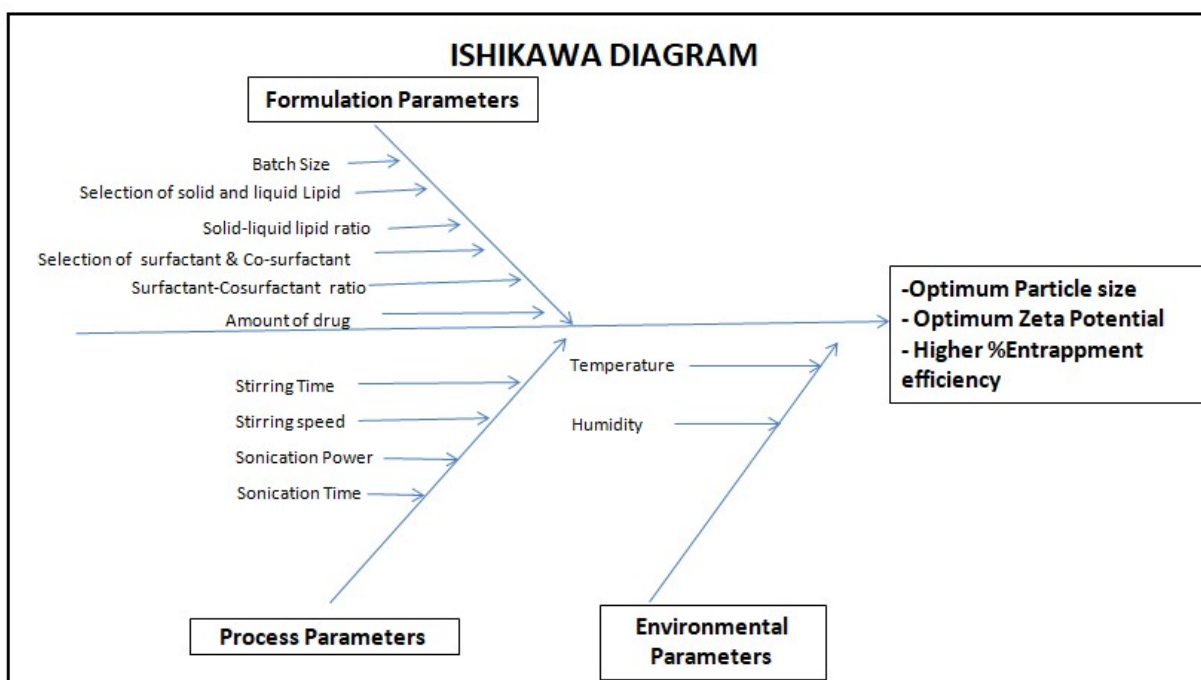 ISHIKAWA DIAGRAM
Formulation Parameters
Batch Size
Selection of solid and liquid Lipid
Solid-liquid lipid ratio
Selection of surfactant & Co-surfactant
Surfactant-Cosurfactant ratio
Amount of drug
-Optimum Particle size
- Optimum Zeta Potential
- Higher %Entrappment
efficiency
Stirring Time
Stirring speed
Sonication Power
Sonication Time
Temperature
Humidity
Process Parameters
Environmental
Parameters